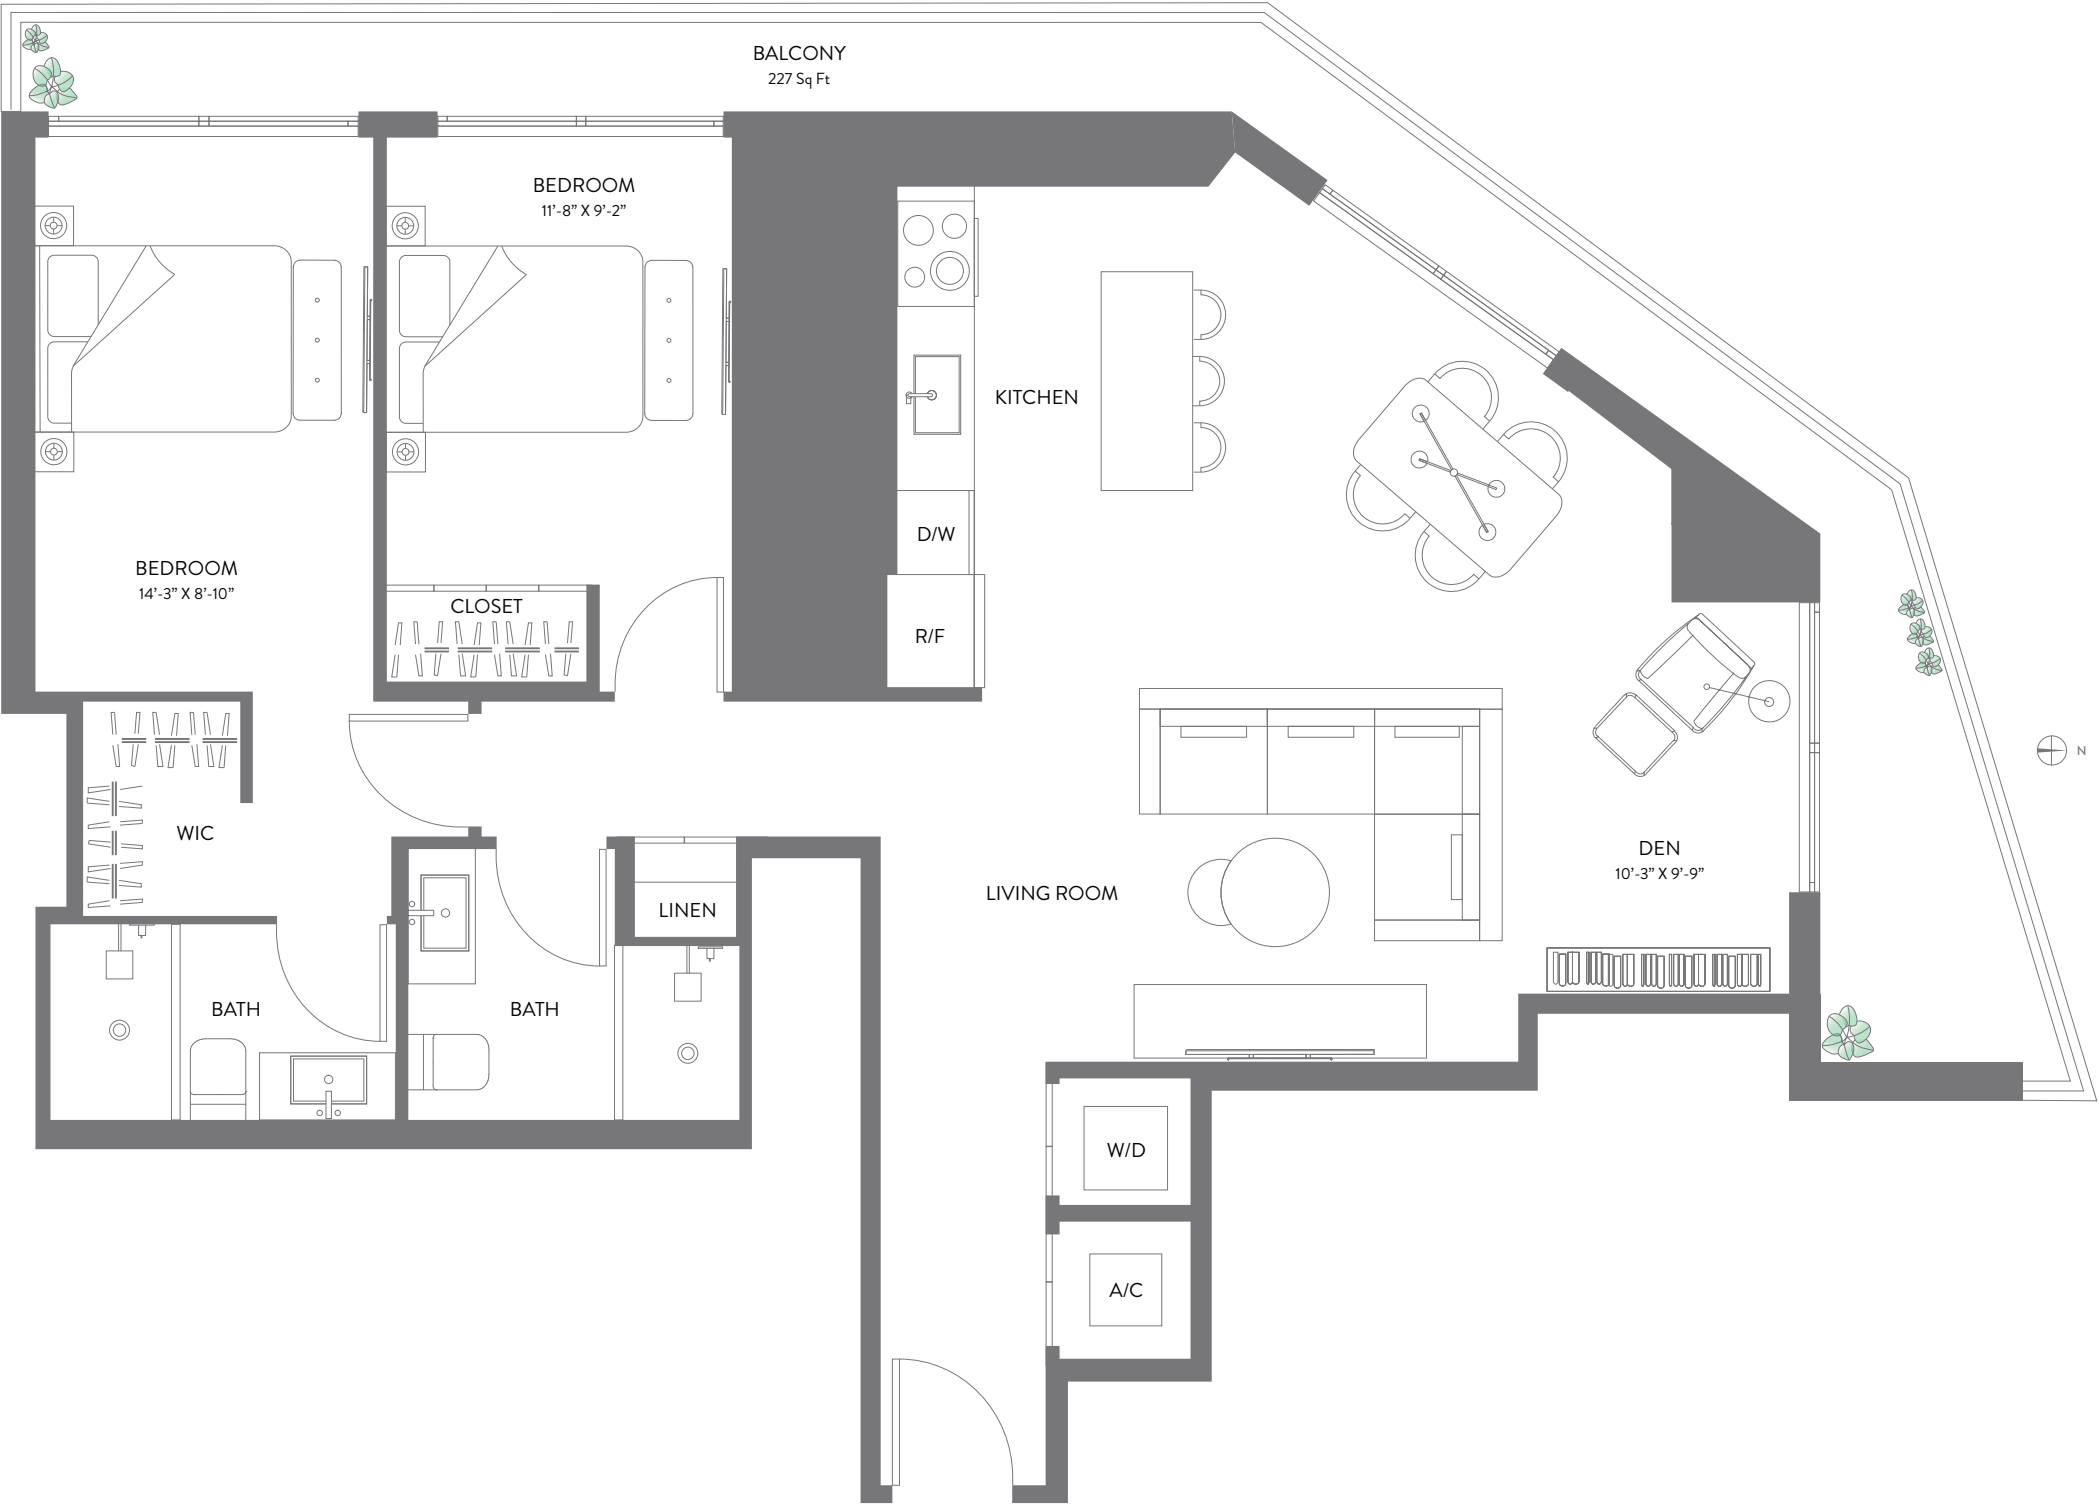 BALCONY
227 Sq Ft
BEDROOM
11’-8” X 9’-2”
KITCHEN
D/W
BEDROOM
14’-3” X 8’-10”
CLOSET
R/F
N
WIC
DEN
10’-3” X 9’-9”
LIVING ROOM
LINEN
BATH
BATH
W/D
A/C